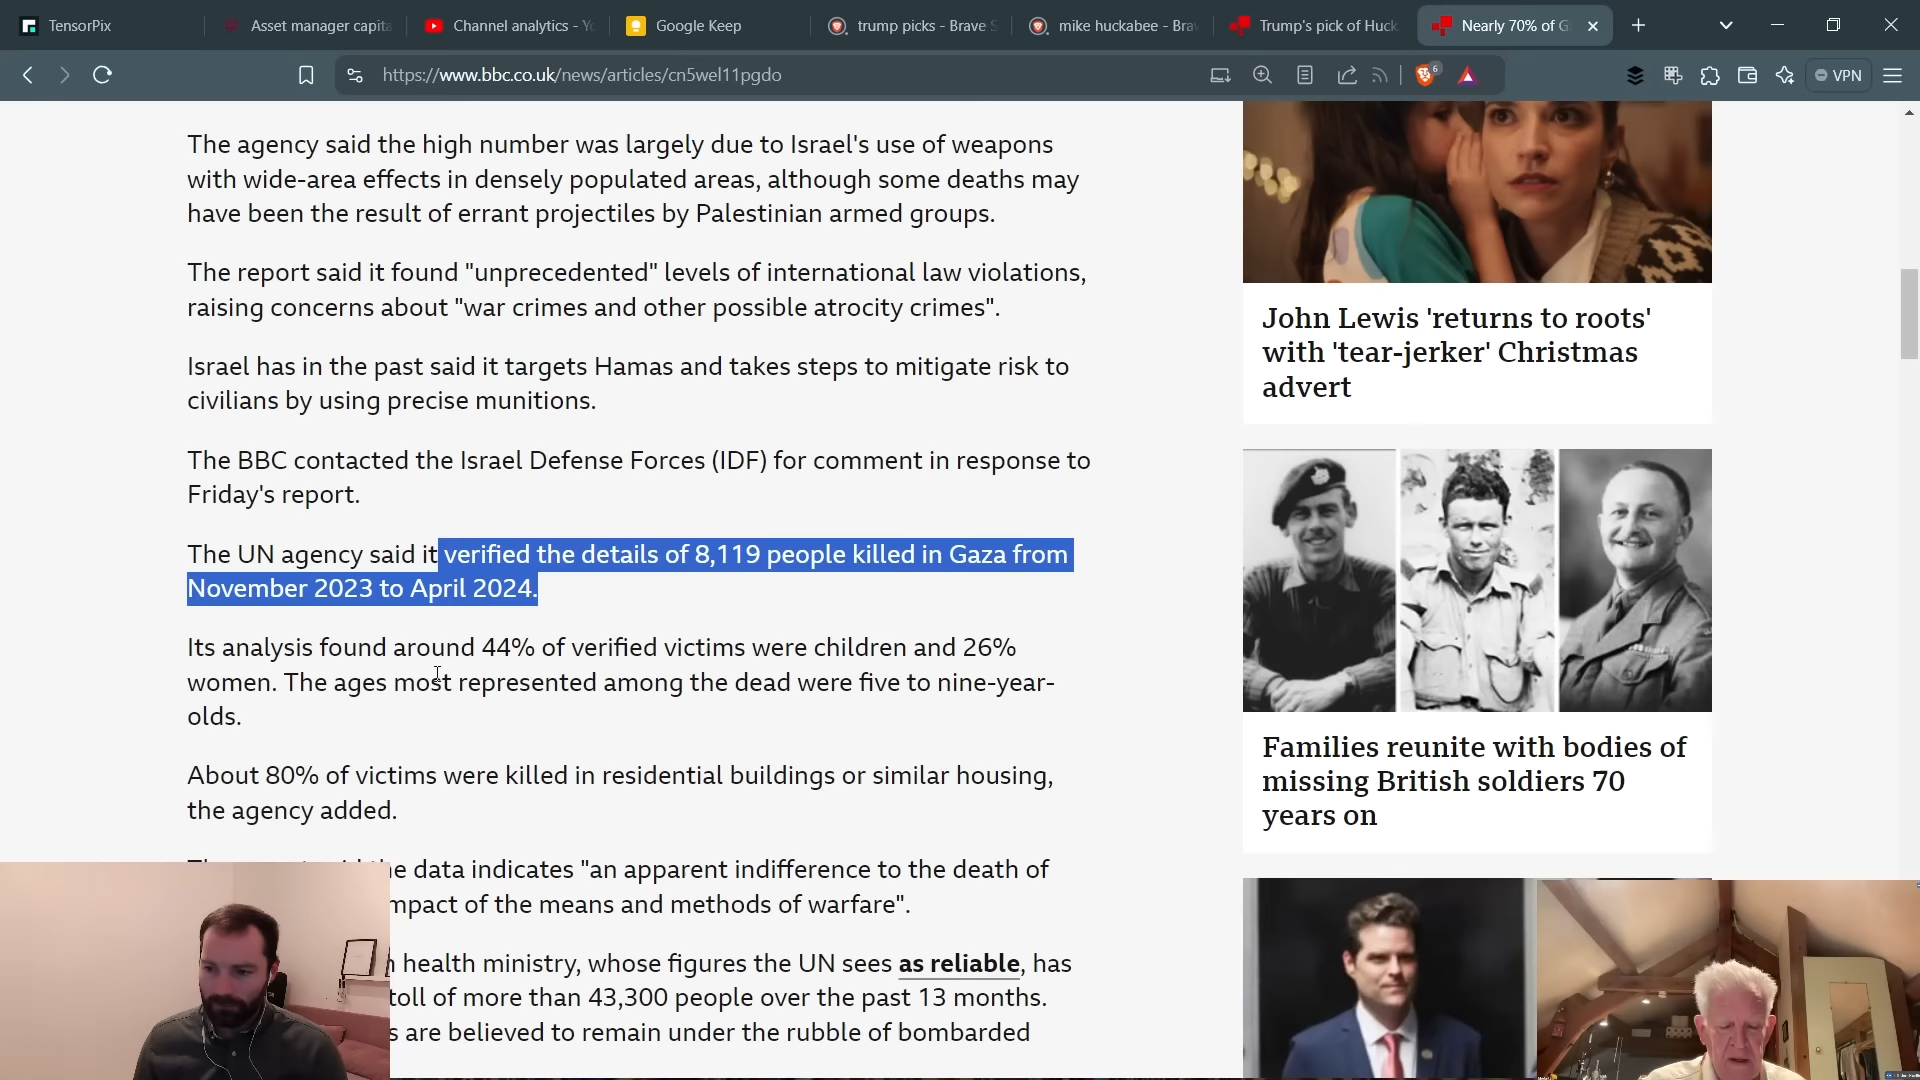 TensorPix
Asset manager capita
Channel analytics - Yo
Google Keep
trump picks - Brave S
mike huckabee - Brav
Trump's pick of Huck
Nearly 70% of G
https://www.bbc.co.uk/news/articles/cn5wel11pgdo
6
VPN
The agency said the high number was largely due to Israel's use of weapons
with wide-area effects in densely populated areas, although some deaths may
have been the result of errant projectiles by Palestinian armed groups.
The report said it found "unprecedented" levels of international law violations,
raising concerns about "war crimes and other possible atrocity crimes".
Israel has in the past said it targets Hamas and takes steps to mitigate risk to
civilians by using precise munitions.
The BBC contacted the Israel Defense Forces (IDF) for comment in response to
Friday's report.
The UN agency said it verified the details of 8,119 people killed in Gaza from
November 2023 to April 2024.
Its analysis found around 44% of verified victims were children and 26%
women. The ages most represented among the dead were five to nine-year-
olds.
About 80% of victims were killed in residential buildings or similar housing,
the agency added.
data indicates "an apparent indifference to the death of
mpact of the means and methods of warfare".
health ministry, whose figures the UN sees as reliable, has
toll of more than 43,300 people over the past 13 months.
are believed to remain under the rubble of bombarded
John Lewis 'returns to roots'
with 'tear-jerker' Christmas
advert
Families reunite with bodies of
missing British soldiers 70
years on